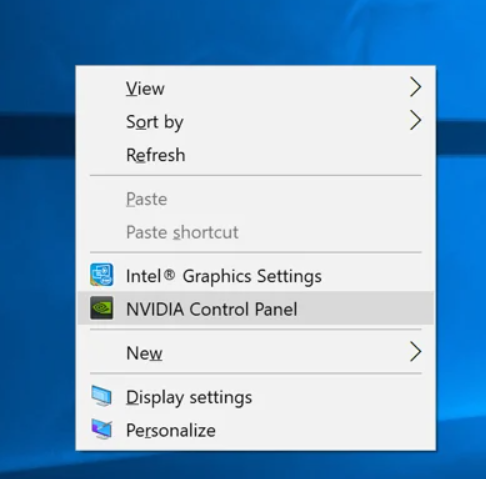 View
Sort by
Refresh
Paste
Paste shortcut
Intel® Graphics Settings
NVIDIA Control Panel
New
Display settings
Personalize